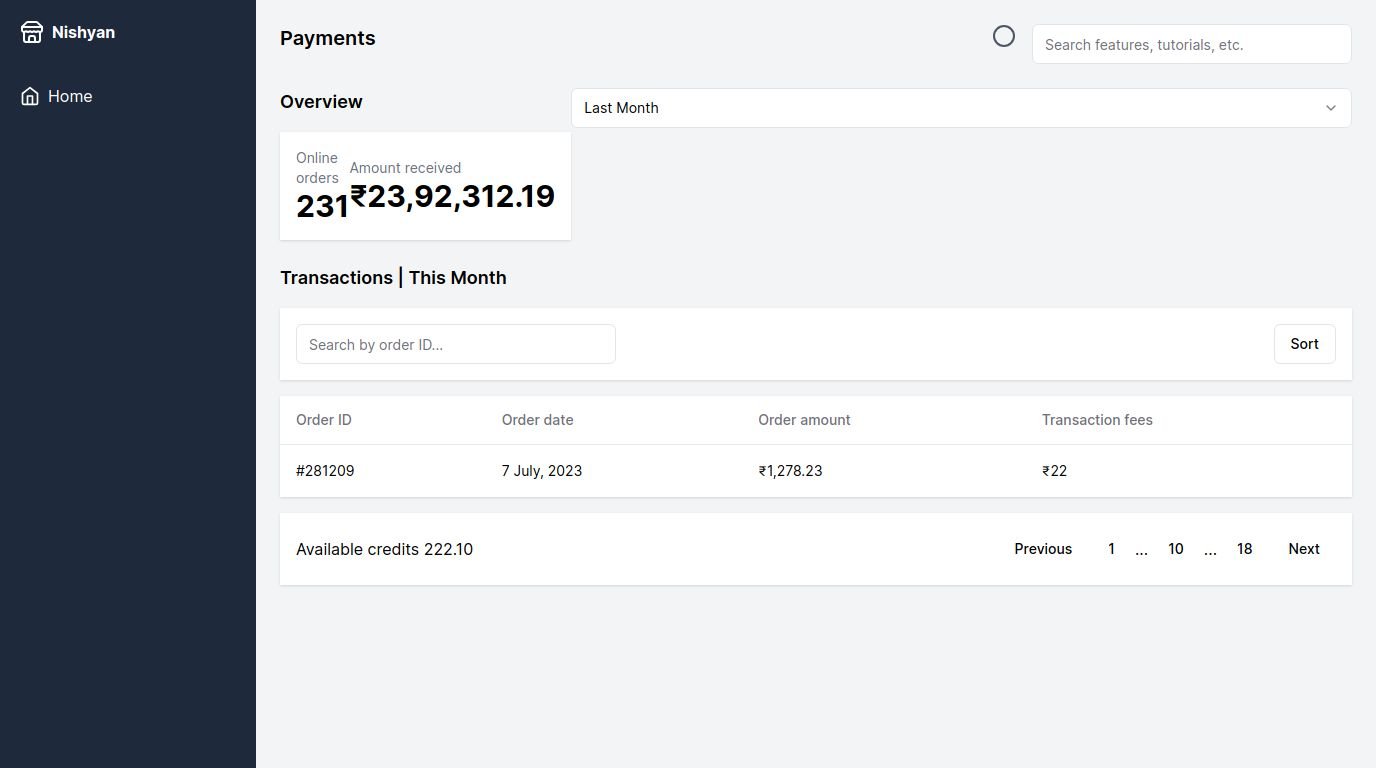 Nishyan
Home
Payments
Search features, tutorials, etc.
Overview
Last Month
Online
orders
231
Amount received
₹23,92,312.19
Transactions | This Month
Search by order ID...
Sort
Order ID Order date Order amount Transaction fees
#281209 7 July, 2023 ₹1,278.23 ₹22
Available credits 222.10
Previous 1 ... 10 ... 18 Next